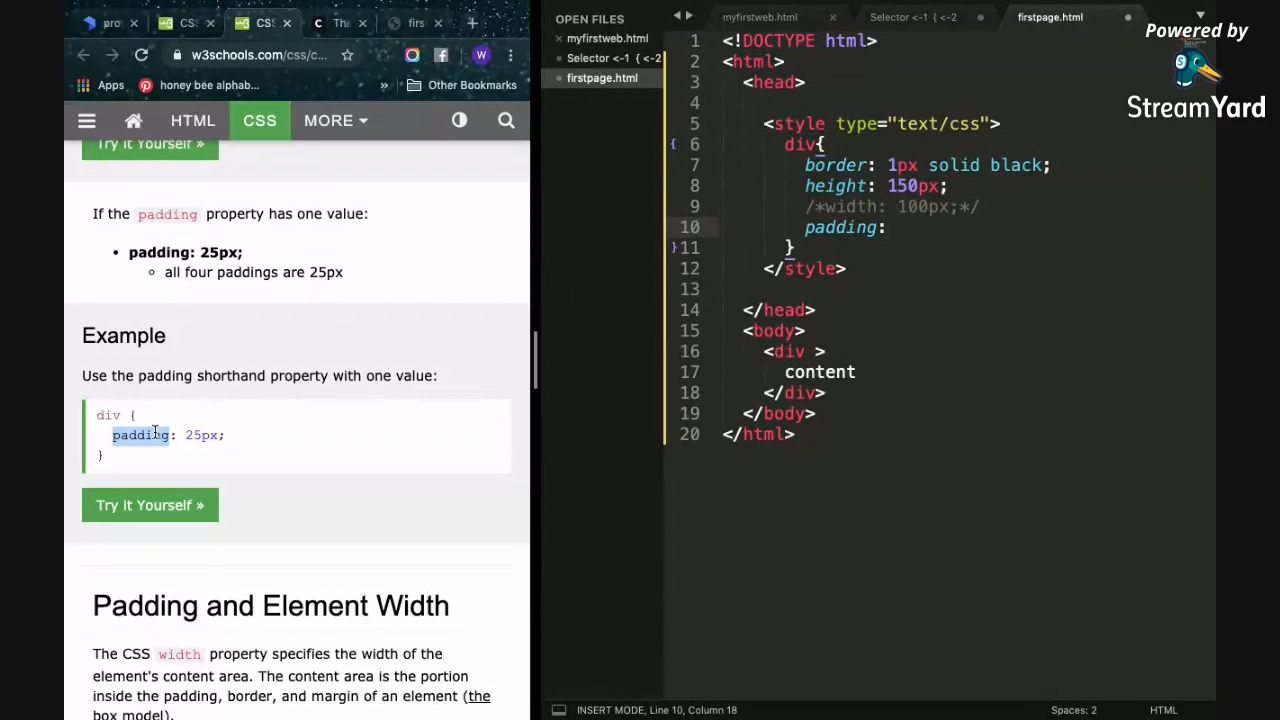 pro
CSS
CSS
The
firs
w3schools.com/css/c...
W
Apps
honey bee alphab...
»
Other Bookmarks
HTML
CSS
MORE
Try it Yourself »
If the padding property has one value:
padding: 25px;
all four paddings are 25px
Example
Use the padding shorthand property with one value:
div {
padding: 25px;
}
Try it Yourself »
Padding and Element Width
The CSS width property specifies the width of the
element's content area. The content area is the portion
inside the padding, border, and margin of an element (the
box model).
OPEN FILES
myfirstweb.html
Selector <-1 { <-2
firstpage.html
myfirstweb.html
Selector <-1 { <-2
firstpage.html
1 <!DOCTYPE html>
2 <html>
3 <head>
4
5 <style type="text/css">
{ 6 div{
7 border: 1px solid black;
8 height: 150px;
9 /*width: 100px;*/
10 padding:
} 11 }
12 </style>
13
14 </head>
15 <body>
16 <div >
17 content
18 </div>
19 </body>
20 </html>
INSERT MODE, Line 10, Column 18
Spaces: 2
HTML
Powered by
S
StreamYard